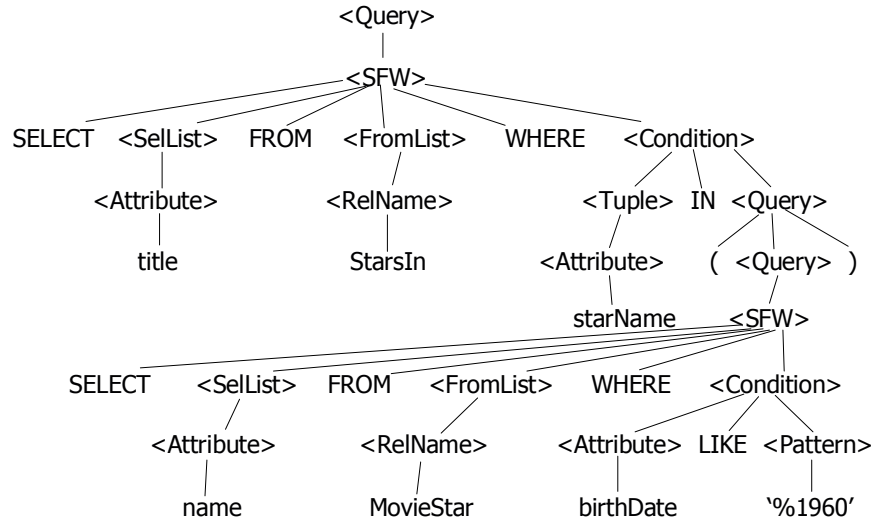 <Query>
<SFW>
SELECT <SelList> FROM <FromList> WHERE <Condition>
<Attribute> <RelName> <Tuple> IN <Query>
title StarsIn <Attribute> ( <Query> )
starName <SFW>
SELECT <SelList> FROM <FromList> WHERE <Condition>
<Attribute> <RelName> <Attribute> LIKE <Pattern>
name MovieStar birthDate ‘%1960’